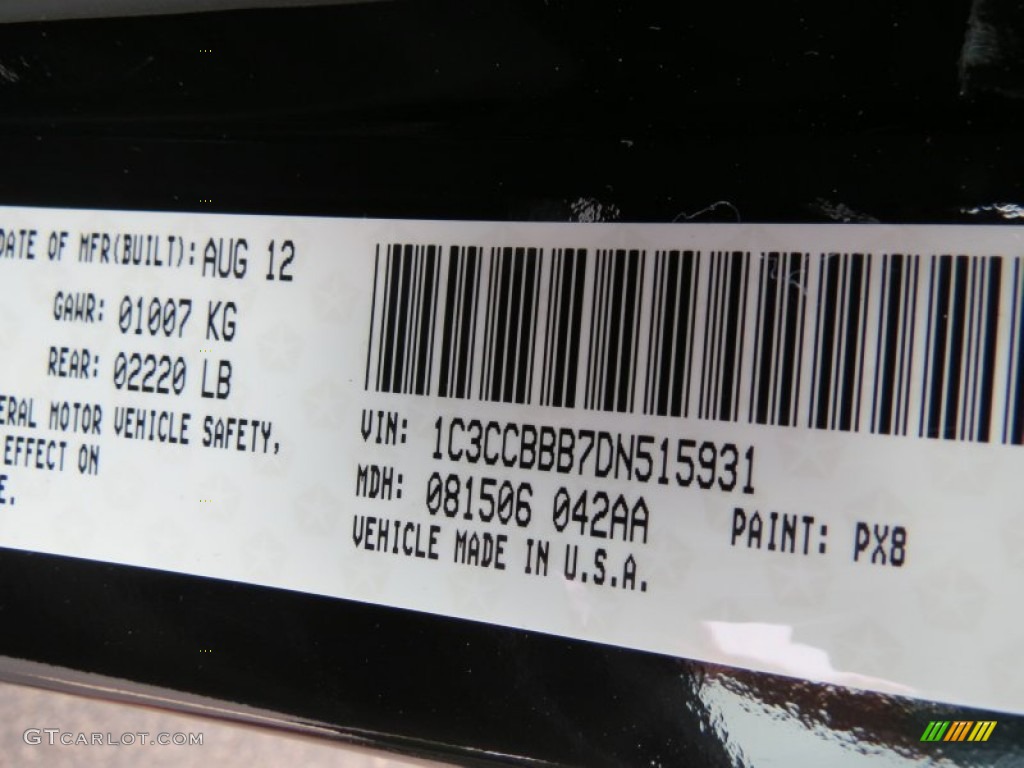 DATE OF MFR(BUILT): AUG 12
GAWR: 01007 KG
REAR: 02220 LB
MOTOR VEHICLE SAFETY,
EFFECT ON
VIN: 1C3CCBBB7DN515931
MDH: 081506 042AA
PAINT: PX8
VEHICLE MADE IN U.S.A.
GTCARLOT.COM